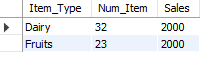 Item_Type Num_Item Sales
Dairy 32 2000
Fruits 23 2000